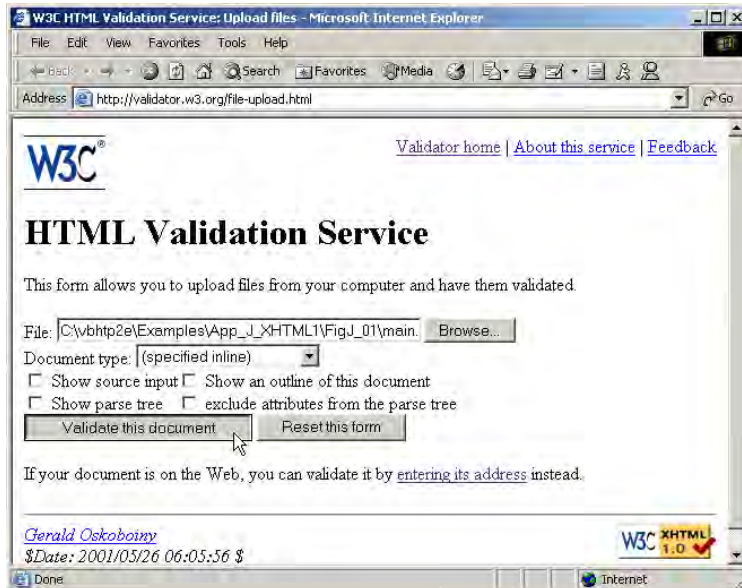 W3C HTML Validation Service: Upload files - Microsoft Internet Explorer
File Edit View Favorites Tools Help
Back Search Favorites Media
Address http://validator.w3.org/file-upload.html Go
W3C®
Validator home | About this service | Feedback
HTML Validation Service
This form allows you to upload files from your computer and have them validated.
File: C:\vbhtp2e\Examples\App_J_XHTML1\FigJ_01\main. Browse...
Document type: (specified inline)
Show source input Show an outline of this document
Show parse tree exclude attributes from the parse tree
Validate this document Reset this form
If your document is on the Web, you can validate it by entering its address instead.
Gerald Oskoboiny
$Date: 2001/05/26 06:05:56 $
W3C XHTML 1.0
Done Internet